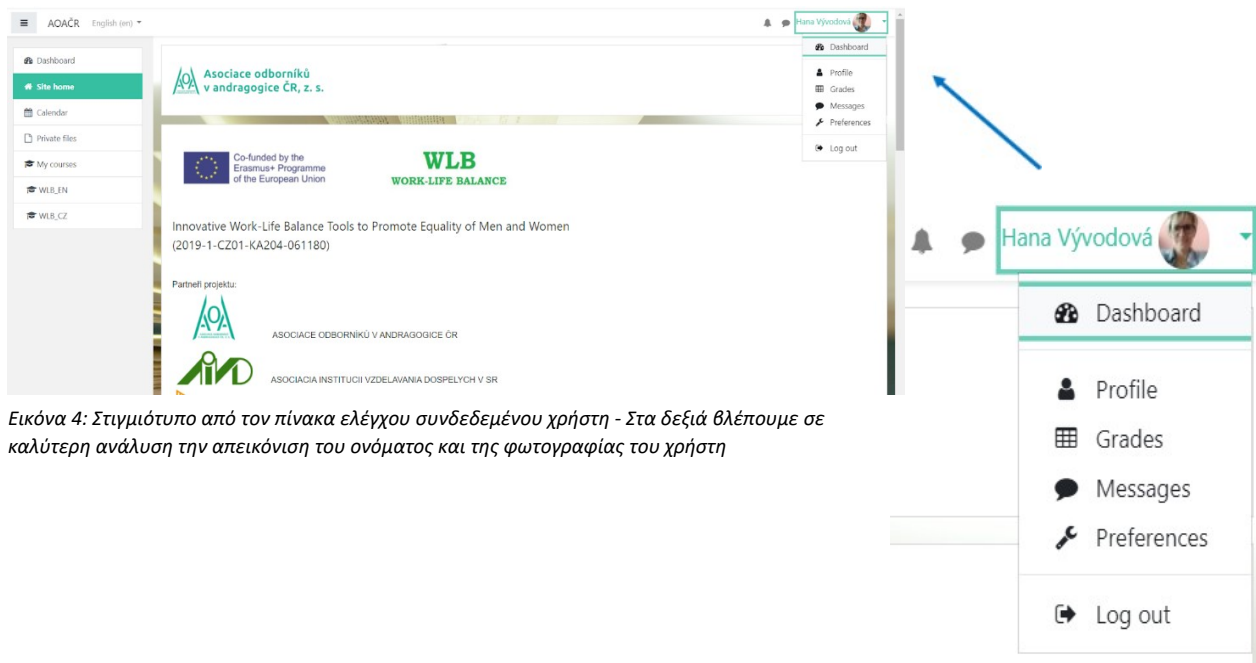 AOAČR English (en)
Hana Vývodová
Dashboard
Site home
Calendar
Private files
My courses
WLB_EN
WLB_CZ
Dashboard
Profile
Grades
Messages
Preferences
Log out
Asociace odborníků
v andragogice ČR, z. s.
Co-funded by the
Erasmus+ Programme
of the European Union
WLB
WORK-LIFE BALANCE
Innovative Work-Life Balance Tools to Promote Equality of Men and Women
(2019-1-CZ01-KA204-061180)
Partneři projektu:
AOA
ASOCIACE ODBORNÍKŮ V ANDRAGOGICE ČR
AIVD
ASOCIACIA INSTITUCII VZDELAVANIA DOSPELYCH V SR
Εικόνα 4: Στιγμιότυπο από τον πίνακα ελέγχου συνδεδεμένου χρήστη - Στα δεξιά βλέπουμε σε
καλύτερη ανάλυση την απεικόνιση του ονόματος και της φωτογραφίας του χρήστη
Hana Vývodová
Dashboard
Profile
Grades
Messages
Preferences
Log out